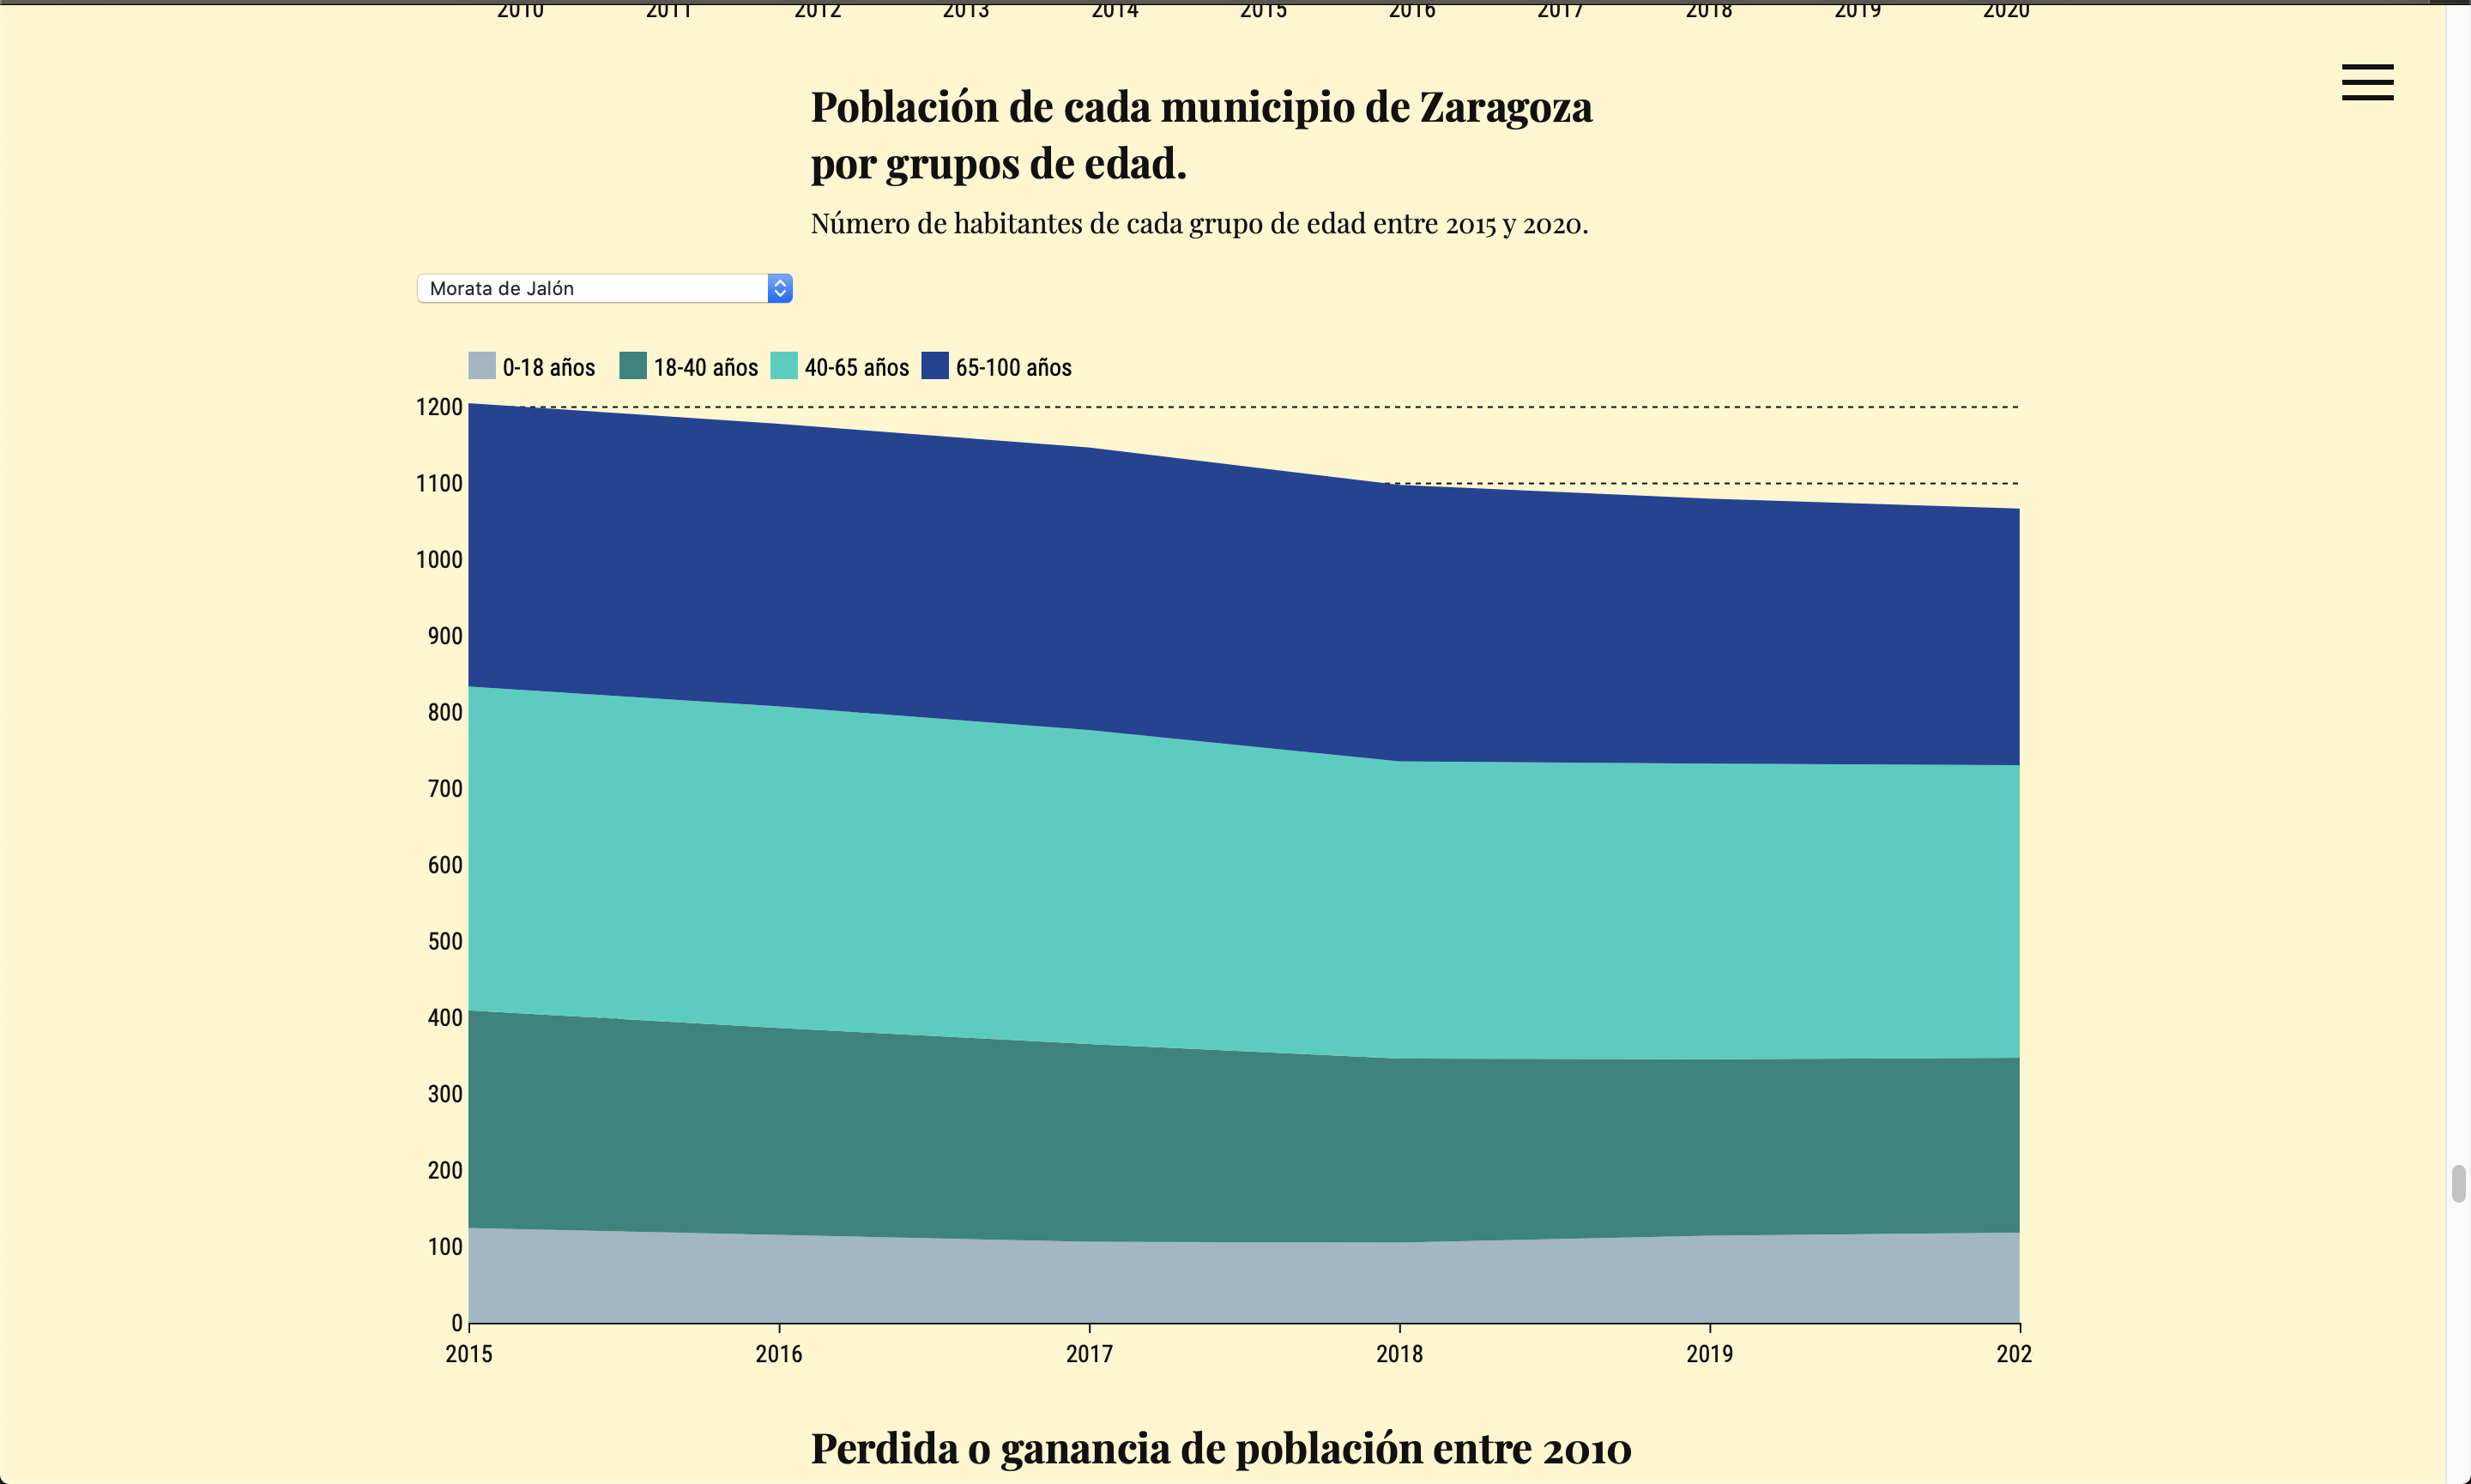 2010 2011 2012 2013 2014 2015 2016 2017 2018 2019 2020
Población de cada municipio de Zaragoza
por grupos de edad.
Número de habitantes de cada grupo de edad entre 2015 y 2020.
Morata de Jalón
0-18 años 18-40 años 40-65 años 65-100 años
1200
1100
1000
900
800
700
600
500
400
300
200
100
0
2015 2016 2017 2018 2019 202
Perdida o ganancia de población entre 2010